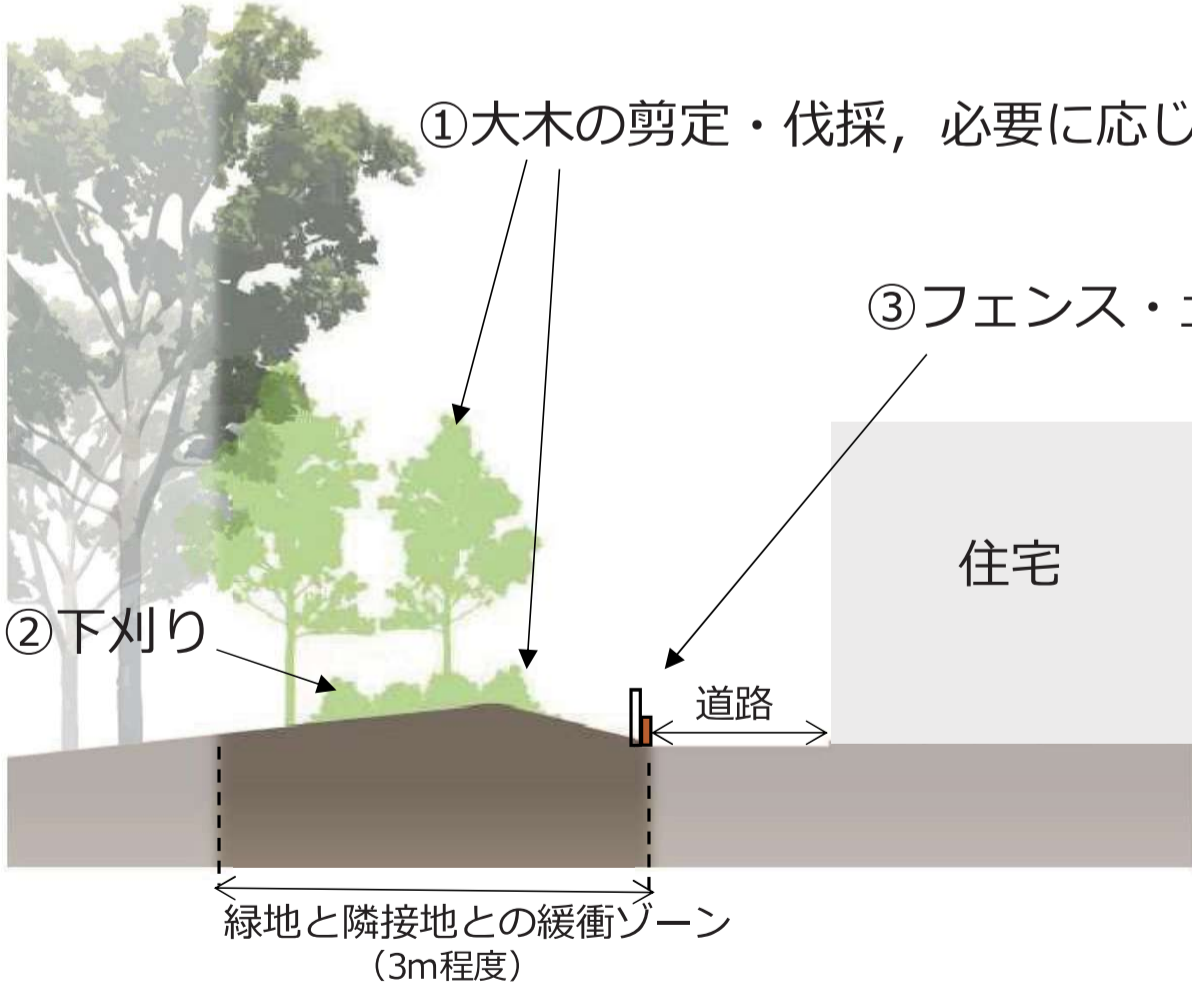 ①大木の剪定・伐採，必要に応じ
③フェンス・
住宅
②下刈り
道路
緑地と隣接地との緩衝ゾーン
（3m程度）